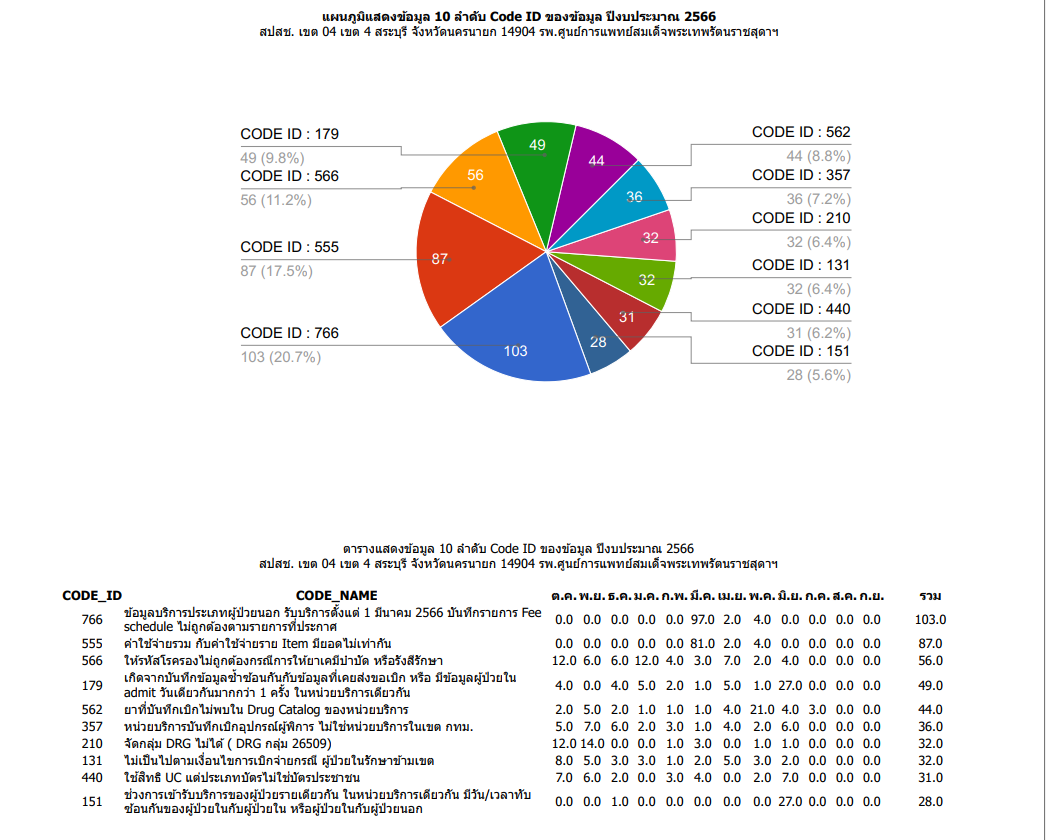 แผนภูมิแสดงข้อมูล 10 ลำดับ Code ID ของข้อมูล ปีงบประมาณ 2566
สปสช. เขต 04 เขต 4 สระบุรี จังหวัดนครนายก 14904 รพ.ศูนย์การแพทย์สมเด็จพระเทพรัตนราชสุดาฯ
CODE ID : 179
49 (9.8%)
CODE ID : 566
56 (11.2%)
CODE ID : 555
87 (17.5%)
CODE ID : 766
103 (20.7%)
49
44
56
36
32
87
32
31
28
103
CODE ID : 562
44 (8.8%)
CODE ID : 357
36 (7.2%)
CODE ID : 210
32 (6.4%)
CODE ID : 131
32 (6.4%)
CODE ID : 440
31 (6.2%)
CODE ID : 151
28 (5.6%)
ตารางแสดงข้อมูล 10 ลำดับ Code ID ของข้อมูล ปีงบประมาณ 2566
สปสช. เขต 04 เขต 4 สระบุรี จังหวัดนครนายก 14904 รพ.ศูนย์การแพทย์สมเด็จพระเทพรัตนราชสุดาฯ
CODE_ID CODE_NAME ต.ค. พ.ย. ธ.ค. ม.ค. ก.พ. มี.ค. เม.ย. พ.ค. มิ.ย. ก.ค. ส.ค. ก.ย. รวม
766 ข้อมูลบริการประเภทผู้ป่วยนอก รับบริการตั้งแต่ 1 มีนาคม 2566 บันทึกรายการ Fee
schedule ไม่ถูกต้องตามรายการที่ประกาศ 0.0 0.0 0.0 0.0 0.0 97.0 2.0 4.0 0.0 0.0 0.0 0.0 103.0
555 ค่าใช้จ่ายรวม กับค่าใช้จ่ายราย Item มียอดไม่เท่ากัน 0.0 0.0 0.0 0.0 0.0 81.0 2.0 4.0 0.0 0.0 0.0 0.0 87.0
566 ให้รหัสโรครองไม่ถูกต้องกรณีการให้ยาเคมีบำบัด หรือรังสีรักษา 12.0 6.0 6.0 12.0 4.0 3.0 7.0 2.0 4.0 0.0 0.0 0.0 56.0
179 เกิดจากบันทึกข้อมูลซ้ำซ้อนกันกับข้อมูลที่เคยส่งขอเบิก หรือ มีข้อมูลผู้ป่วยใน
admit วันเดียวกันมากกว่า 1 ครั้ง ในหน่วยบริการเดียวกัน 4.0 0.0 4.0 5.0 2.0 1.0 5.0 1.0 27.0 0.0 0.0 0.0 49.0
562 ยาที่บันทึกเบิกไม่พบใน Drug Catalog ของหน่วยบริการ 2.0 5.0 2.0 1.0 1.0 1.0 4.0 21.0 4.0 3.0 0.0 0.0 44.0
357 หน่วยบริการบันทึกเบิกอุปกรณ์ผู้พิการ ไม่ใช่หน่วยบริการในเขต กทม. 5.0 7.0 6.0 2.0 3.0 1.0 4.0 2.0 6.0 0.0 0.0 0.0 36.0
210 จัดกลุ่ม DRG ไม่ได้ ( DRG กลุ่ม 26509) 12.0 14.0 0.0 0.0 1.0 3.0 0.0 1.0 1.0 0.0 0.0 0.0 32.0
131 ไม่เป็นไปตามเงื่อนไขการเบิกจ่ายกรณี ผู้ป่วยในรักษาข้ามเขต 8.0 5.0 3.0 3.0 1.0 2.0 5.0 3.0 2.0 0.0 0.0 0.0 32.0
440 ใช้สิทธิ UC แต่ประเภทบัตรไม่ใช่บัตรประชาชน 7.0 6.0 2.0 0.0 3.0 4.0 0.0 2.0 7.0 0.0 0.0 0.0 31.0
151 ช่วงการเข้ารับบริการของผู้ป่วยรายเดียวกัน ในหน่วยบริการเดียวกัน มีวัน/เวลาทับ
ซ้อนกันของผู้ป่วยในกับผู้ป่วยใน หรือผู้ป่วยในกับผู้ป่วยนอก 0.0 0.0 1.0 0.0 0.0 0.0 0.0 0.0 27.0 0.0 0.0 0.0 28.0